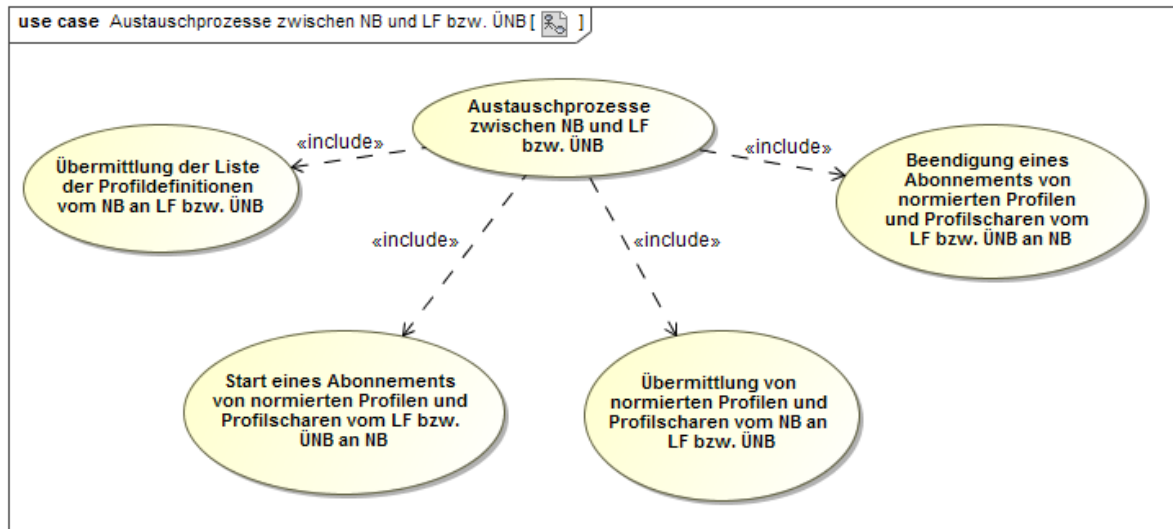 use case Austauschprozesse zwischen NB und LF bzw. ÜNB [ ]
Austauschprozesse
zwischen NB und LF
bzw. ÜNB
«include»
«include»
«include»
«include»
Übermittlung der Liste
der Profildefinitionen
vom NB an LF bzw. ÜNB
Beendigung eines
Abonnements von
normierten Profilen
und Profilscharen vom
LF bzw. ÜNB an NB
Start eines Abonnements
von normierten Profilen und
Profilscharen vom LF bzw.
ÜNB an NB
Übermittlung von
normierten Profilen und
Profilscharen vom NB an
LF bzw. ÜNB